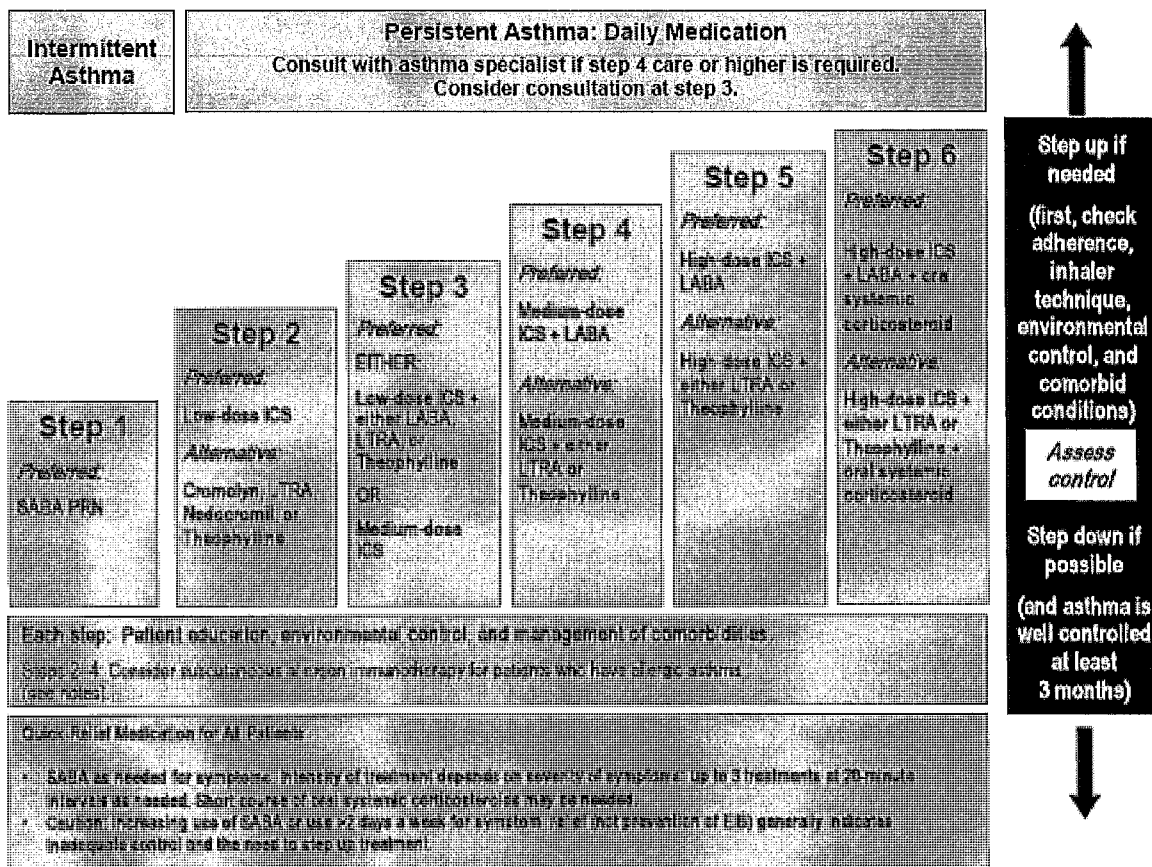 Intermittent
Asthma
Persistent Asthma: Daily Medication
Consult with asthma specialist if step 4 care or higher is required.
Consider consultation at step 3.
Step 1
Preferred:
SABA PRN
Step 2
Preferred:
Low-dose ICS
Alternative:
Cromolyn, LTRA
Nedocromil, or
Theophylline
Step 3
Preferred:
EITHER:
Low-dose ICS +
either LABA,
LTRA, or
Theophylline
OR
Medium-dose
ICS
Step 4
Preferred:
Medium-dose
ICS + LABA
Alternative:
Medium-dose
ICS + either
LTRA or
Theophylline
Step 5
Preferred:
High-dose ICS +
LABA
Alternative:
High-dose ICS +
either LTRA or
Theophylline
Step 6
Preferred:
High-dose ICS
+ LABA + oral
systemic
corticosteroid
Alternative:
High-dose ICS +
either LTRA or
Theophylline +
oral systemic
corticosteroid
Each step: Patient education, environmental control, and management of comorbidities.
Steps 2–4: Consider subcutaneous allergen immunotherapy for patients who have allergic asthma
(see notes).
Quick-Relief Medication for All Patients
• SABA as needed for symptoms. Intensity of treatment depends on severity of symptoms: up to 3 treatments at 20-minute
intervals as needed. Short course of oral systemic corticosteroids may be needed.
• Caution: Increasing use of SABA or use >2 days a week for symptom relief (not prevention of EIB) generally indicates
inadequate control and the need to step up treatment.
Step up if
needed
(first, check
adherence,
inhaler
technique,
environmental
control, and
comorbid
conditions)
Assess
control
Step down if
possible
(and asthma is
well controlled
at least
3 months)